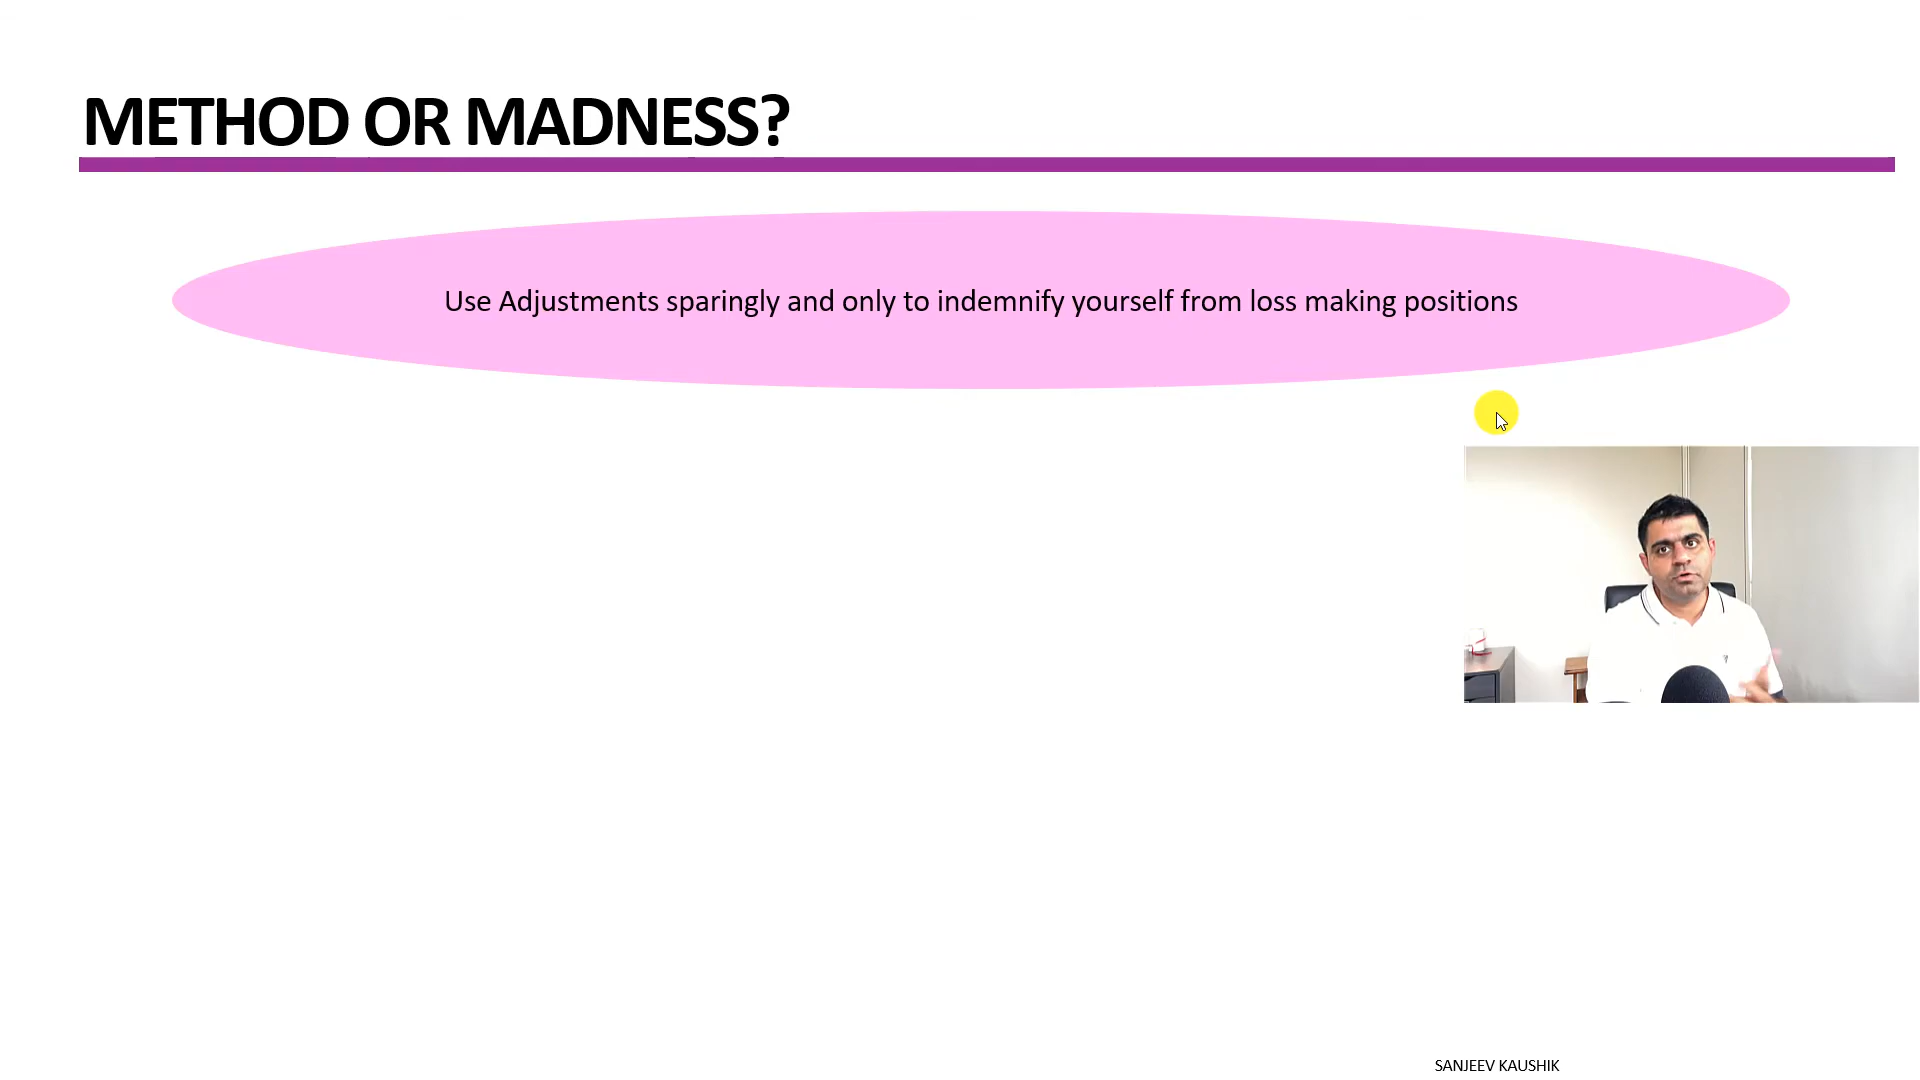 METHOD OR MADNESS?
Use Adjustments sparingly and only to indemnify yourself from loss making positions
SANJEEV KAUSHIK